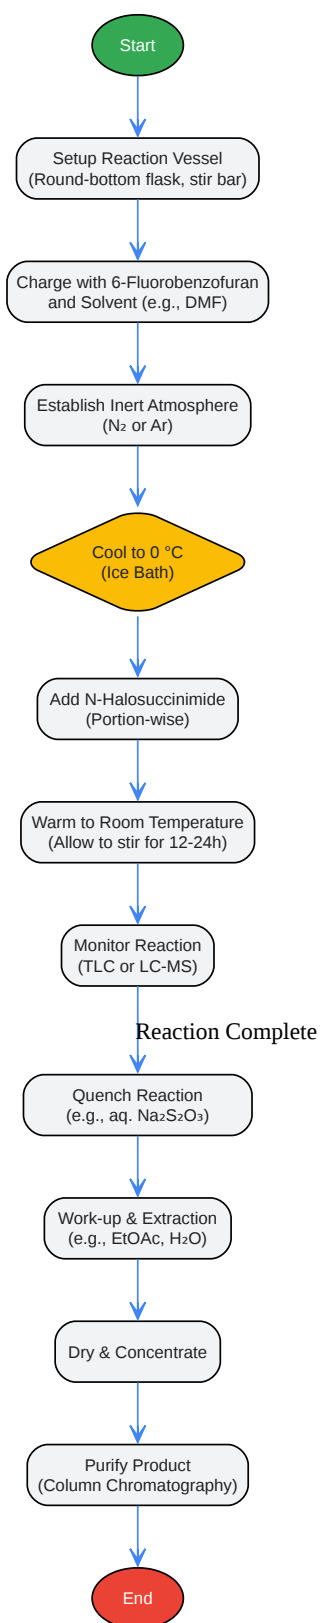 Start
Setup Reaction Vessel
(Round-bottom flask, stir bar)
Charge with 6-Fluorobenzofuran
and Solvent (e.g., DMF)
Establish Inert Atmosphere
(N₂ or Ar)
Cool to 0 °C
(Ice Bath)
Add N-Halosuccinimide
(Portion-wise)
Warm to Room Temperature
(Allow to stir for 12-24h)
Monitor Reaction
(TLC or LC-MS)
Reaction Complete
Quench Reaction
(e.g., aq. Na₂S₂O₃)
Work-up & Extraction
(e.g., EtOAc, H₂O)
Dry & Concentrate
Purify Product
(Column Chromatography)
End